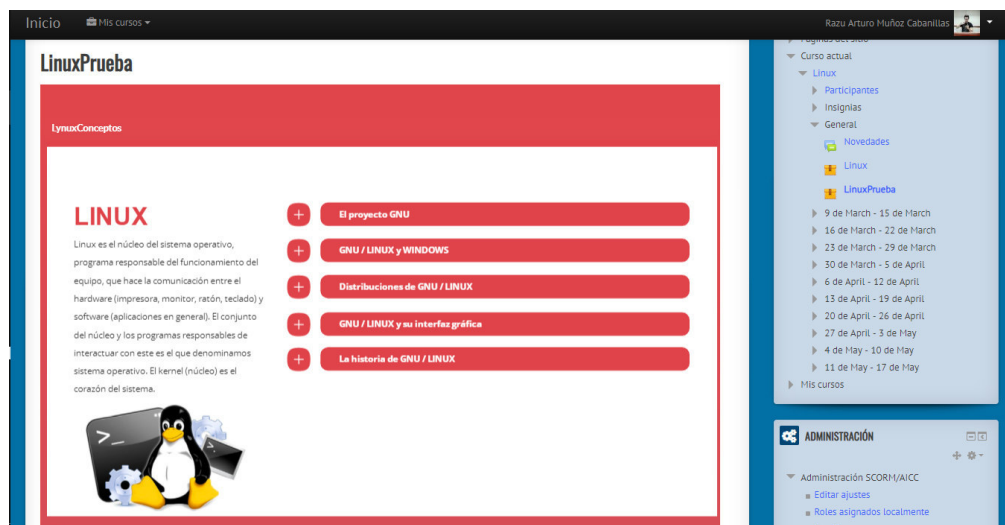 Inicio
Mis cursos
Razu Arturo Muñoz Cabanillas
LinuxPrueba
LynuxConceptos
LINUX
Linux es el núcleo del sistema operativo,
programa responsable del funcionamiento del
equipo, que hace la comunicación entre el
hardware (impresora, monitor, ratón, teclado) y
software (aplicaciones en general). El conjunto
del núcleo y los programas responsables de
interactuar con este es el que denominamos
sistema operativo. El kernel (núcleo) es el
corazón del sistema.
El proyecto GNU
GNU / LINUX y WINDOWS
Distribuciones de GNU / LINUX
GNU / LINUX y su interfaz gráfica
La historia de GNU / LINUX
Páginas del sitio
Curso actual
Linux
Participantes
Insignias
General
Novedades
Linux
LinuxPrueba
9 de March - 15 de March
16 de March - 22 de March
23 de March - 29 de March
30 de March - 5 de April
6 de April - 12 de April
13 de April - 19 de April
20 de April - 26 de April
27 de April - 3 de May
4 de May - 10 de May
11 de May - 17 de May
Mis cursos
ADMINISTRACIÓN
Administración SCORM/AICC
Editar ajustes
Roles asignados localmente